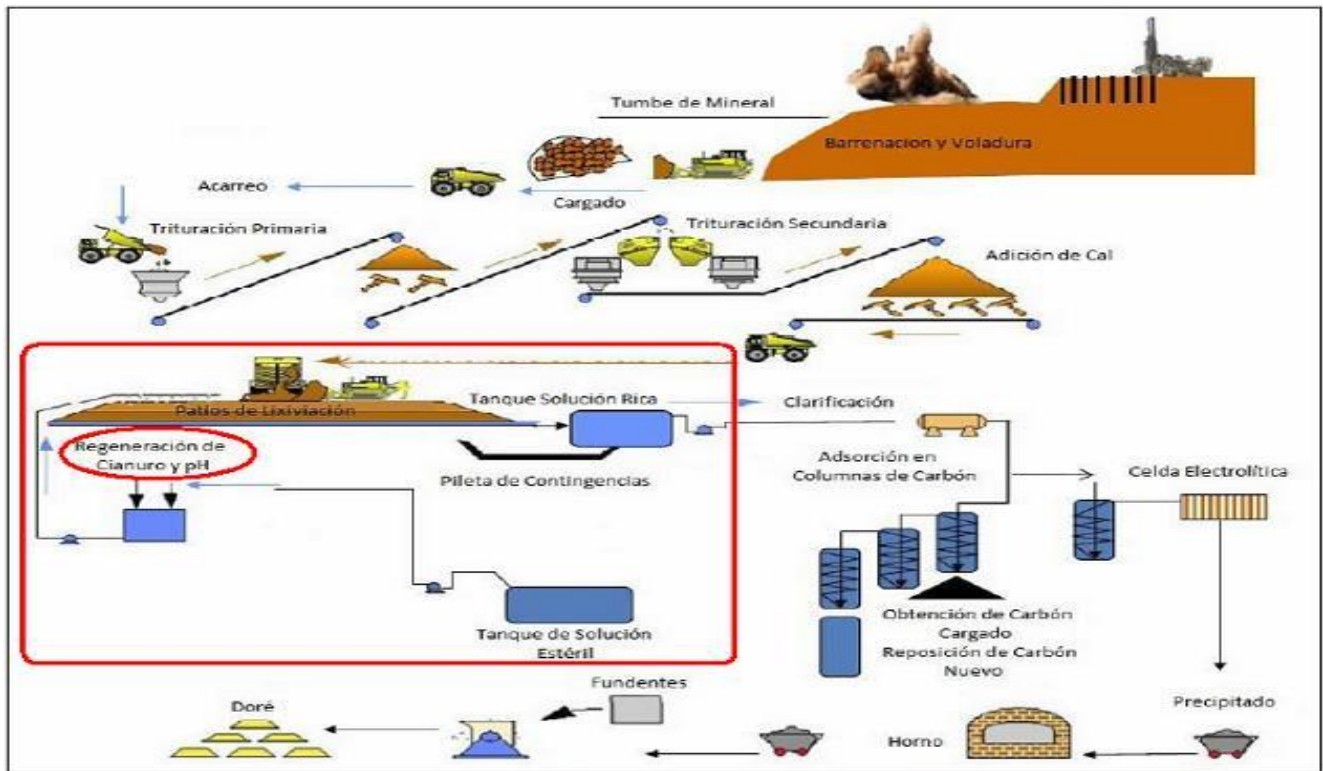 Tumbe de Mineral
Barrenacion y Voladura
Acarreo
Cargado
Trituración Primaria
Trituración Secundaria
Adición de Cal
Patios de Lixiviación
Tanque Solución Rica
Clarificación
Regeneración de
Cianuro y pH
Pileta de Contingencias
Adsorción en
Columnas de Carbón
Celda Electrolítica
Tanque de Solución
Estéril
Obtención de Carbón
Cargado
Reposición de Carbón
Nuevo
Fundentes
Doré
Horno
Precipitado